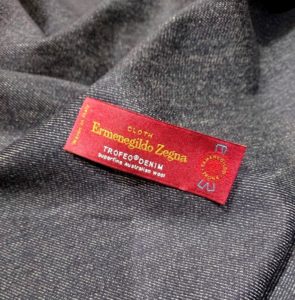 CLOTH
Ermenegildo Zegna
TROFEO®DENIM
Superfine Australian wool